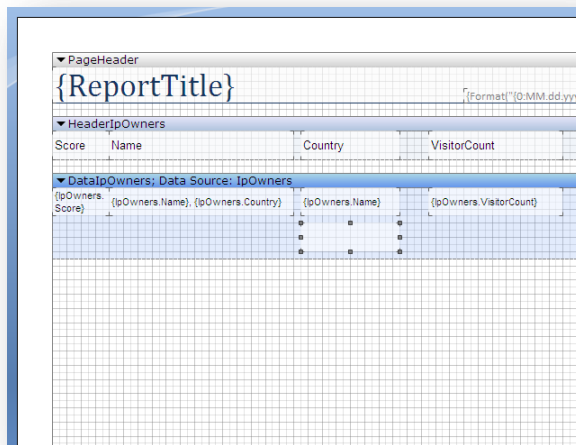 PageHeader
{ReportTitle}
{Format("{0:MM.dd.yyy
HeaderIpOwners
Score Name Country VisitorCount
DataIpOwners; Data Source: IpOwners
{IpOwners.
Score} {IpOwners.Name}, {IpOwners.Country} {IpOwners.Name} {IpOwners.VisitorCount}